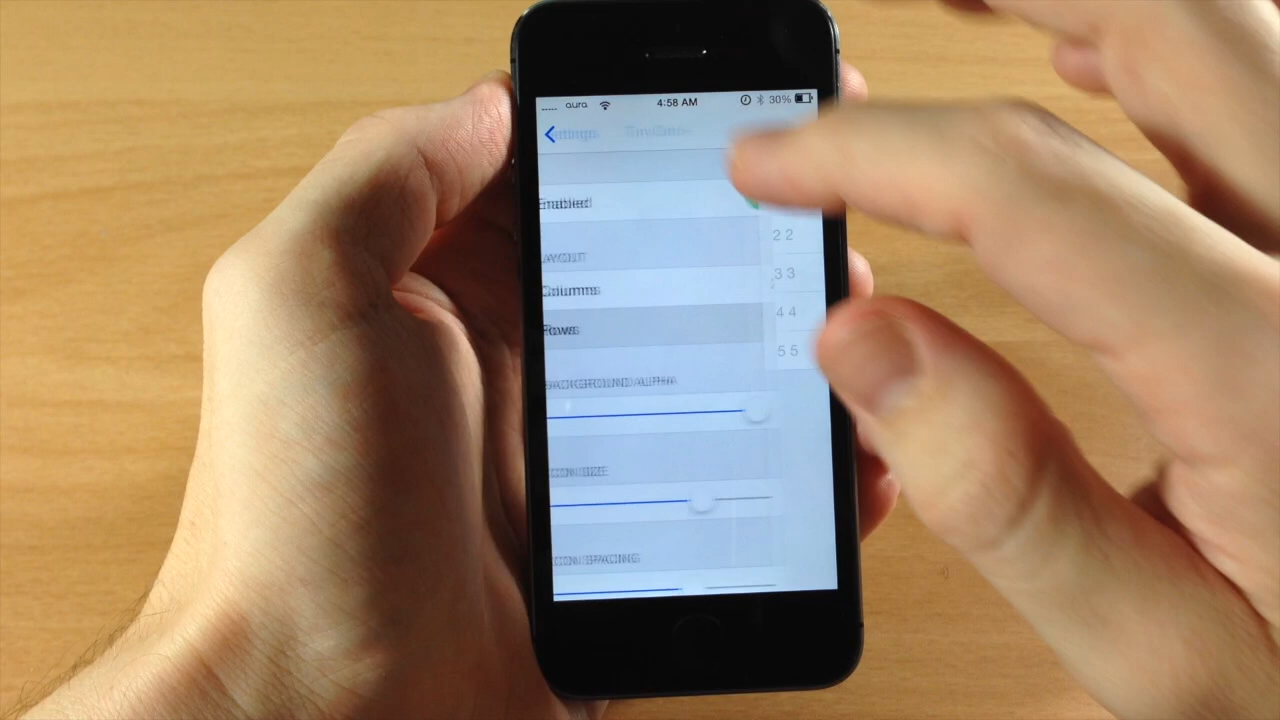 aura 4:58 AM 30%
Settings
Enabled
LAYOUT
2 2
Columns
3 3
Rows
4 4
5 5
BACKGROUND ALPHA
ICON SIZE
ICON SPACING